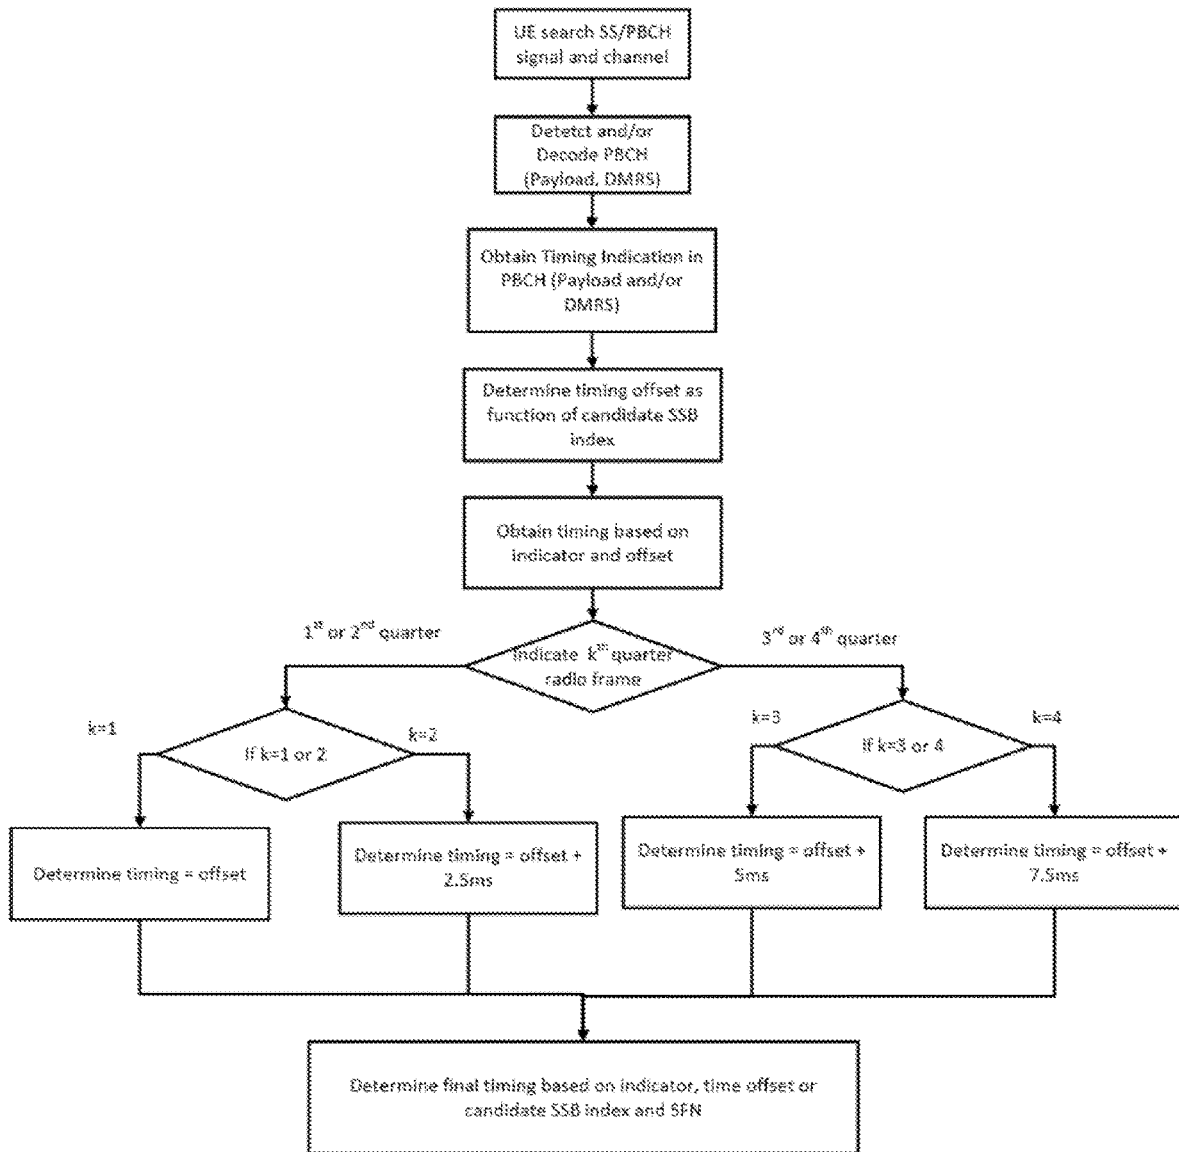 UE search SS/PBCH
signal and channel
Detetct and/or
Decode PBCH
(Payload, DMRS)
Obtain Timing Indication in
PBCH (Payload and/or
DMRS)
Determine timing offset as
function of candidate SSB
index
Obtain timing based on
indicator and offset
1st or 2nd quarter
Indicate kth quarter
radio frame
3rd or 4th quarter
k=1
If k=1 or 2
k=2
k=3
If k=3 or 4
k=4
Determine timing = offset
Determine timing = offset +
2.5ms
Determine timing = offset +
5ms
Determine timing = offset +
7.5ms
Determine final timing based on indicator, time offset or
candidate SSB index and SFN